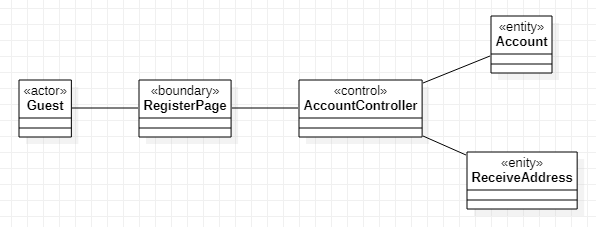 «actor»
Guest
«boundary»
RegisterPage
«control»
AccountController
«entity»
Account
«enity»
ReceiveAddress